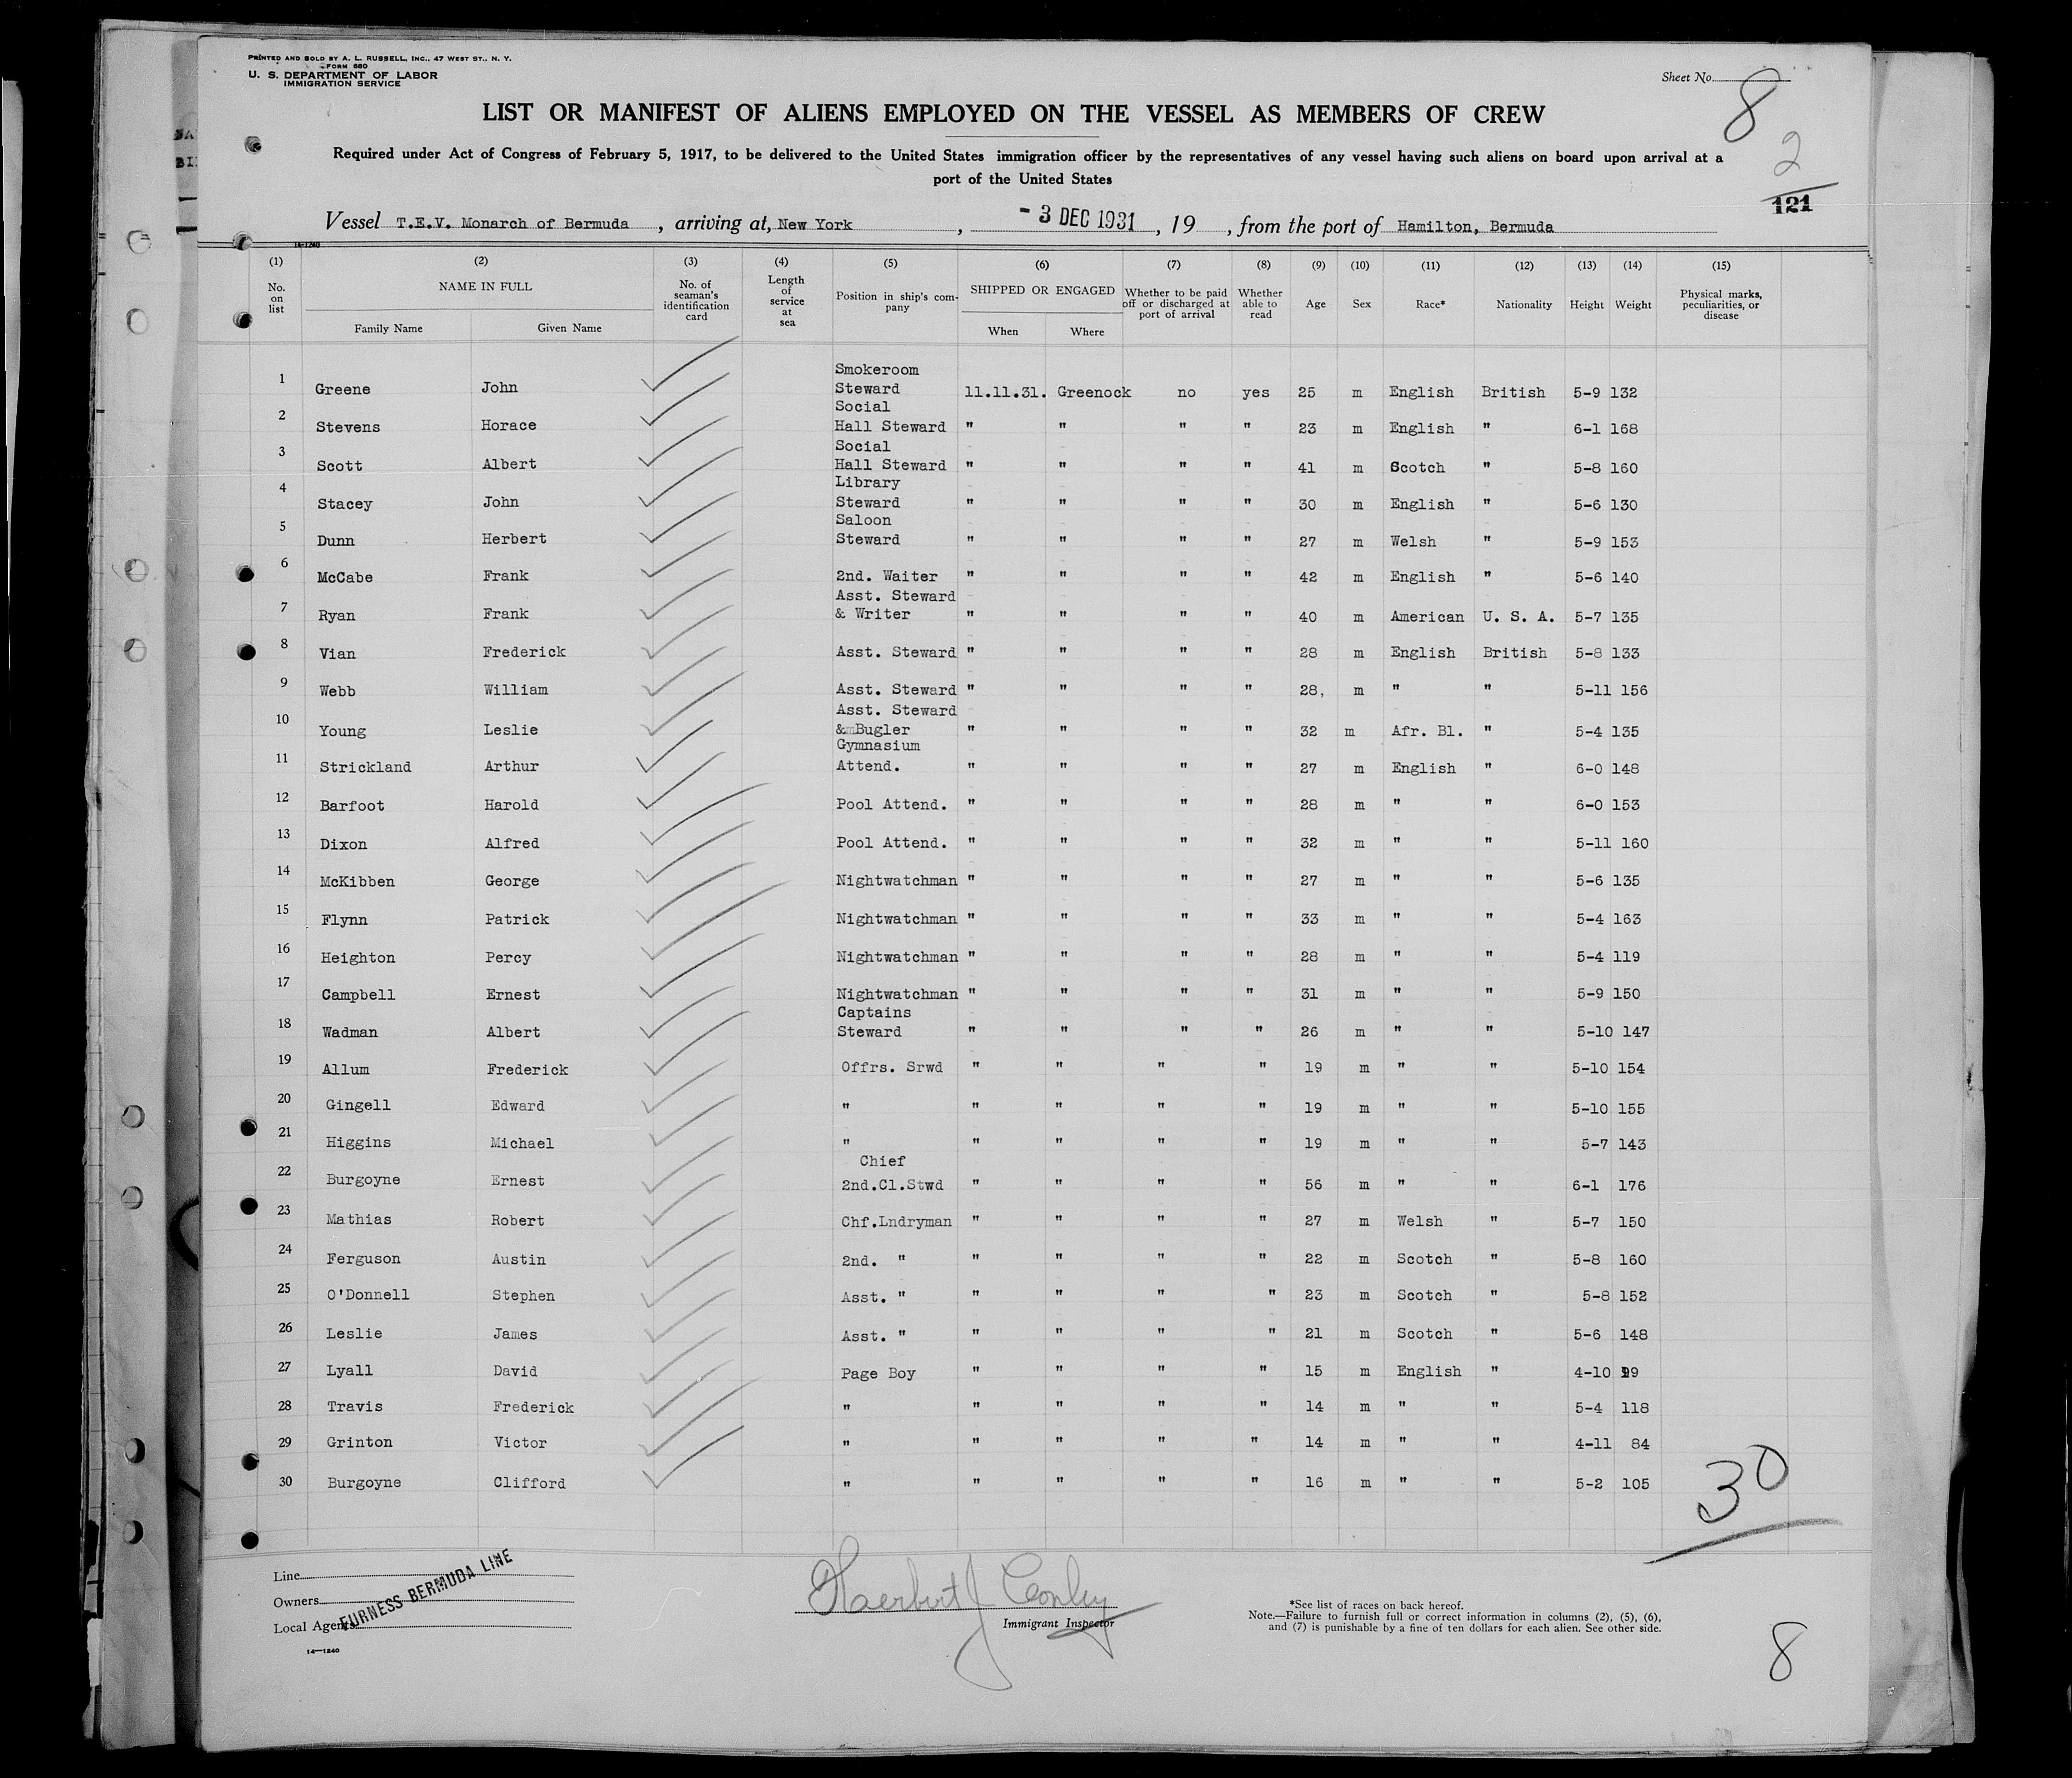 PRINTED AND SOLD BY A. L. RUSSELL, INC., 47 WEST ST., N. Y.
FORM 680
U. S. DEPARTMENT OF LABOR
IMMIGRATION SERVICE
Sheet No. 8
2
121
LIST OR MANIFEST OF ALIENS EMPLOYED ON THE VESSEL AS MEMBERS OF CREW
Required under Act of Congress of February 5, 1917, to be delivered to the United States immigration officer by the representatives of any vessel having such aliens on board upon arrival at a
port of the United States
Vessel T.E.V. Monarch of Bermuda, arriving at, New York, - 3 DEC 1931, 19 , from the port of Hamilton, Bermuda
14-1240
(1) (2) (3) (4) (5) (6) (7) (8) (9) (10) (11) (12) (13) (14) (15)
No. on list NAME IN FULL Family Name Given Name No. of seaman's identification card Length of service at sea Position in ship's company SHIPPED OR ENGAGED When Where Whether to be paid off or discharged at port of arrival Whether able to read Age Sex Race* Nationality Height Weight Physical marks, peculiarities, or disease
1 Greene John Smokeroom Steward 11.11.31. Greenock no yes 25 m English British 5-9 132
2 Stevens Horace Social Hall Steward " " " " 23 m English " 6-1 168
3 Scott Albert Social Hall Steward " " " " 41 m Scotch " 5-8 160
4 Stacey John Library Steward " " " " 30 m English " 5-6 130
5 Dunn Herbert Saloon Steward " " " " 27 m Welsh " 5-9 153
6 McCabe Frank 2nd. Waiter " " " " 42 m English " 5-6 140
7 Ryan Frank Asst. Steward & Writer " " " " 40 m American U. S. A. 5-7 135
8 Vian Frederick Asst. Steward " " " " 28 m English British 5-8 133
9 Webb William Asst. Steward " " " " 28, m " " 5-11 156
10 Young Leslie Asst. Steward & Bugler " " " " 32 m Afr. Bl. " 5-4 135
11 Strickland Arthur Gymnasium Attend. " " " " 27 m English " 6-0 148
12 Barfoot Harold Pool Attend. " " " " 28 m " " 6-0 153
13 Dixon Alfred Pool Attend. " " " " 32 m " " 5-11 160
14 McKibben George Nightwatchman " " " " 27 m " " 5-6 135
15 Flynn Patrick Nightwatchman " " " " 33 m " " 5-4 163
16 Heighton Percy Nightwatchman " " " " 28 m " " 5-4 119
17 Campbell Ernest Nightwatchman " " " " 31 m " " 5-9 150
18 Wadman Albert Captains Steward " " " " 26 m " " 5-10 147
19 Allum Frederick Offrs. Srwd " " " " 19 m " " 5-10 154
20 Gingell Edward " " " " " 19 m " " 5-10 155
21 Higgins Michael " " " " " 19 m " " 5-7 143
22 Burgoyne Ernest Chief 2nd.Cl.Stwd " " " " 56 m " " 6-1 176
23 Mathias Robert Chf.Lndryman " " " " 27 m Welsh " 5-7 150
24 Ferguson Austin 2nd. " " " " " 22 m Scotch " 5-8 160
25 O'Donnell Stephen Asst. " " " " " 23 m Scotch " 5-8 152
26 Leslie James Asst. " " " " " 21 m Scotch " 5-6 148
27 Lyall David Page Boy " " " " 15 m English " 4-10 99
28 Travis Frederick " " " " " 14 m " " 5-4 118
29 Grinton Victor " " " " " 14 m " " 4-11 84
30 Burgoyne Clifford " " " " " 16 m " " 5-2 105
30
Line
Owners
Local Agents
FURNESS BERMUDA LINE
14-1240
Herbert J Conley
Immigrant Inspector
*See list of races on back hereof.
Note.—Failure to furnish full or correct information in columns (2), (5), (6),
and (7) is punishable by a fine of ten dollars for each alien. See other side.
8